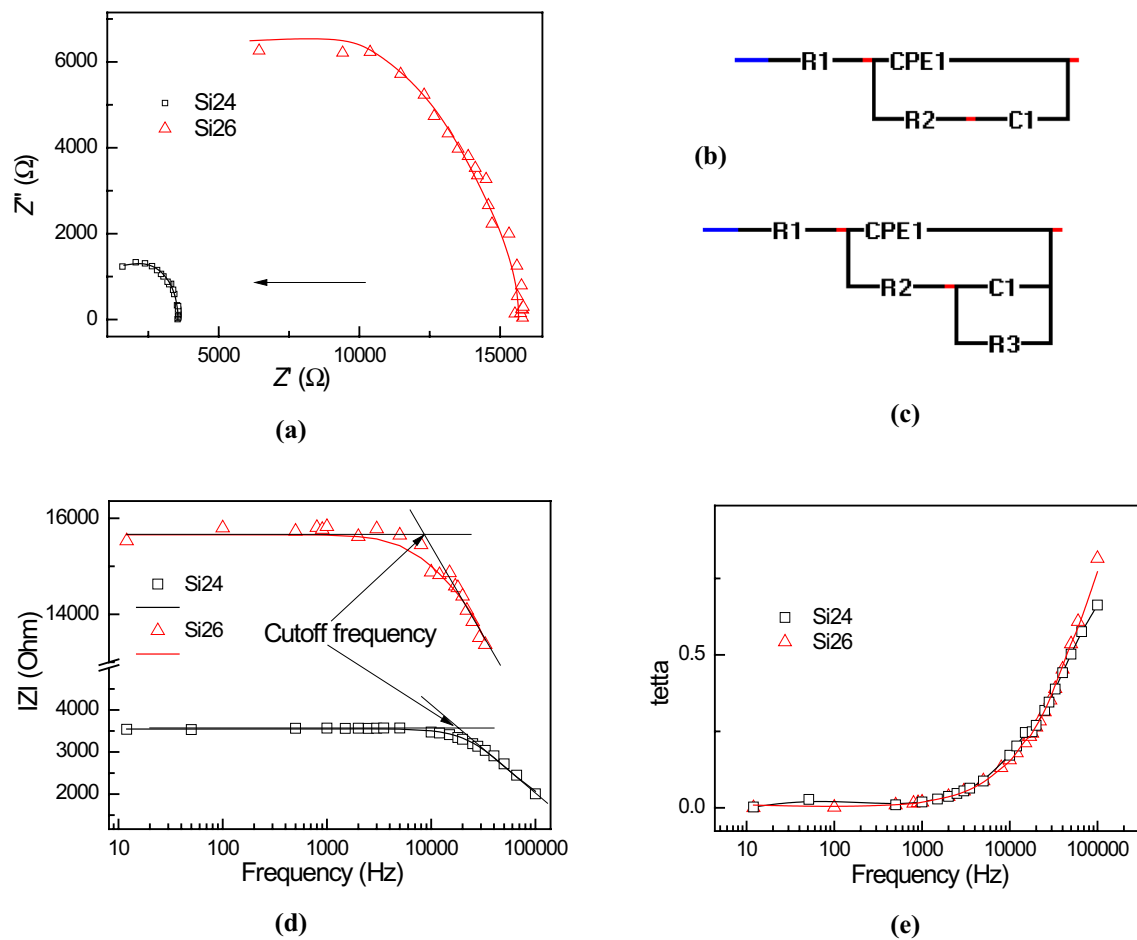 6000
4000
2000
0
Z'' (Ω)
Si24
Si26
5000
10000
15000
Z' (Ω)
(a)
R1
CPE1
R2
C1
(b)
R1
CPE1
R2
C1
R3
(c)
16000
14000
4000
2000
|Z| (Ohm)
Si24
Si26
Cutoff frequency
10
100
1000
10000
100000
Frequency (Hz)
(d)
0.5
0.0
tetta
Si24
Si26
10
100
1000
10000
100000
Frequency (Hz)
(e)